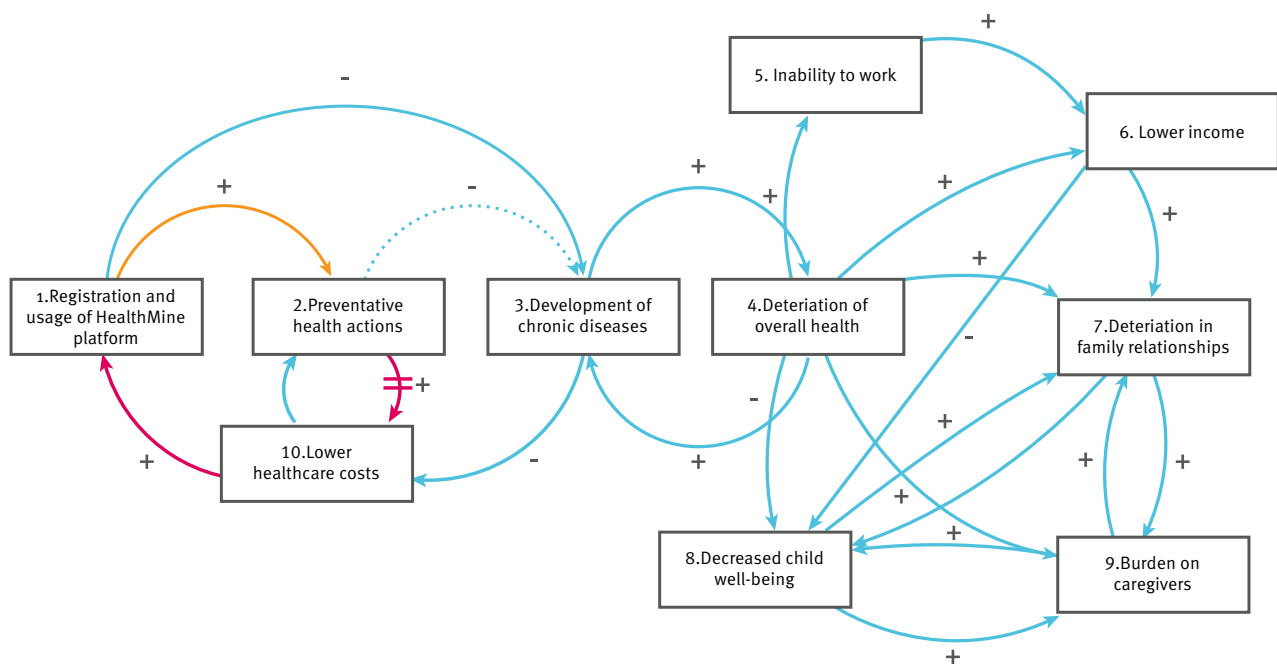 +
5. Inability to work
-
6. Lower income
+
-
+
+
+
+
+
1.Registration and
usage of HealthMine
platform
2.Preventative
health actions
3.Development of
chronic diseases
4.Deteriation of
overall health
7.Deteriation in
family relationships
-
+
-
+
10.Lower
healthcare costs
+
-
+
+
+
+
+
8.Decreased child
well-being
9.Burden on
caregivers
+